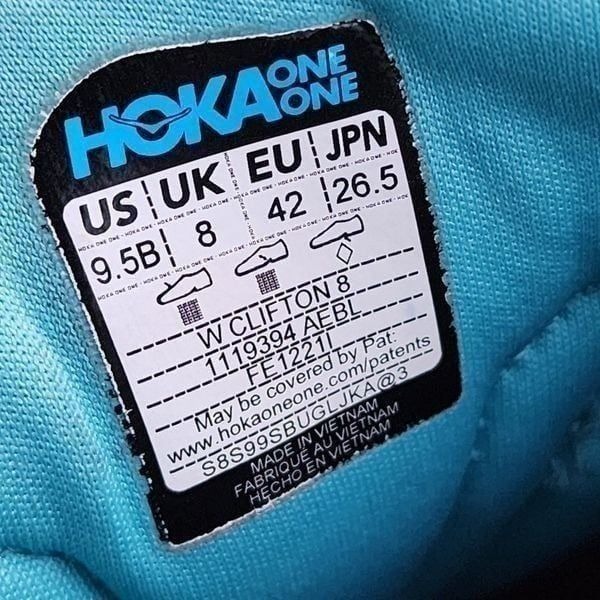 HOKA ONE ONE
US UK EU JPN
9.5B 8 42 26.5
W CLIFTON 8
1119394 AEBL
FE1221I
May be covered by Pat:
www.hokaoneone.com/patents
S8S99SBUGLJKA@3
MADE IN VIETNAM
FABRIQUÉ AU VIETNAM
HECHO EN VIETNAM